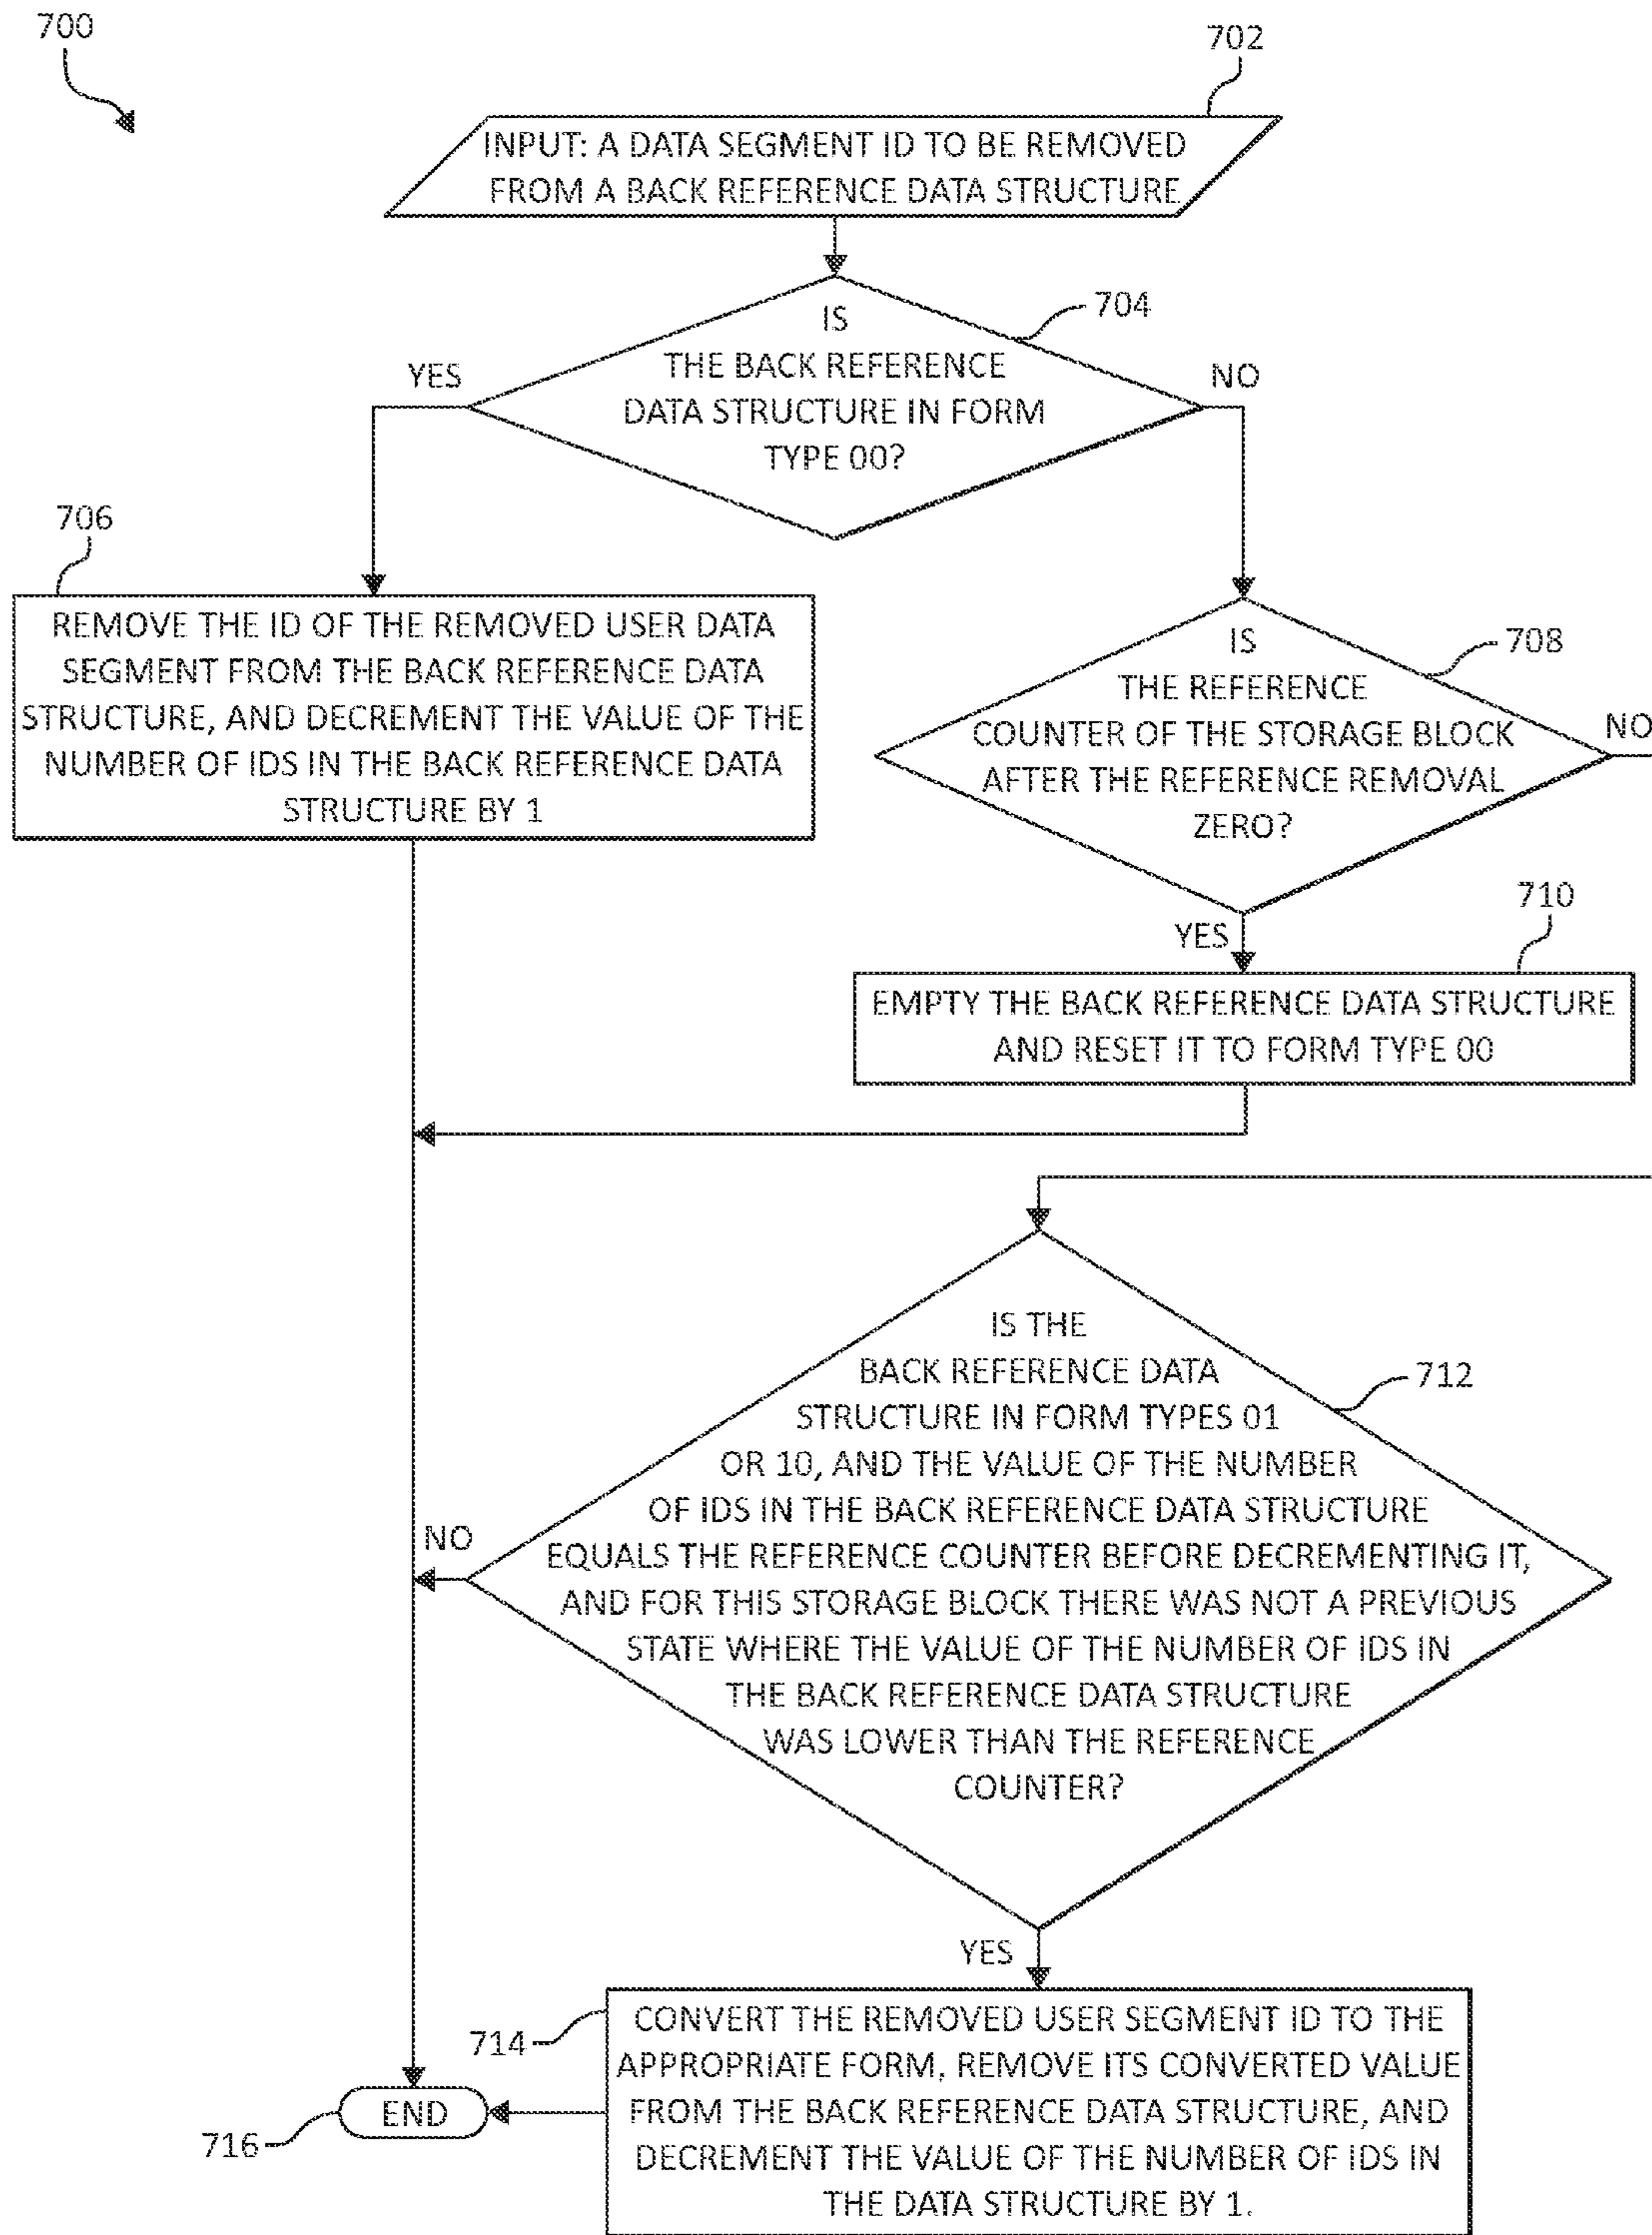 700
702
INPUT: A DATA SEGMENT ID TO BE REMOVED
FROM A BACK REFERENCE DATA STRUCTURE
704
IS
THE BACK REFERENCE
DATA STRUCTURE IN FORM
TYPE 00?
YES
NO
706
REMOVE THE ID OF THE REMOVED USER DATA
SEGMENT FROM THE BACK REFERENCE DATA
STRUCTURE, AND DECREMENT THE VALUE OF THE
NUMBER OF IDS IN THE BACK REFERENCE DATA
STRUCTURE BY 1
708
IS
THE REFERENCE
COUNTER OF THE STORAGE BLOCK
AFTER THE REFERENCE REMOVAL
ZERO?
NO
YES
710
EMPTY THE BACK REFERENCE DATA STRUCTURE
AND RESET IT TO FORM TYPE 00
712
IS THE
BACK REFERENCE DATA
STRUCTURE IN FORM TYPES 01
OR 10, AND THE VALUE OF THE NUMBER
OF IDS IN THE BACK REFERENCE DATA STRUCTURE
EQUALS THE REFERENCE COUNTER BEFORE DECREMENTING IT,
AND FOR THIS STORAGE BLOCK THERE WAS NOT A PREVIOUS
STATE WHERE THE VALUE OF THE NUMBER OF IDS IN
THE BACK REFERENCE DATA STRUCTURE
WAS LOWER THAN THE REFERENCE
COUNTER?
NO
YES
714
CONVERT THE REMOVED USER SEGMENT ID TO THE
APPROPRIATE FORM, REMOVE ITS CONVERTED VALUE
FROM THE BACK REFERENCE DATA STRUCTURE, AND
DECREMENT THE VALUE OF THE NUMBER OF IDS IN
THE DATA STRUCTURE BY 1.
END
716